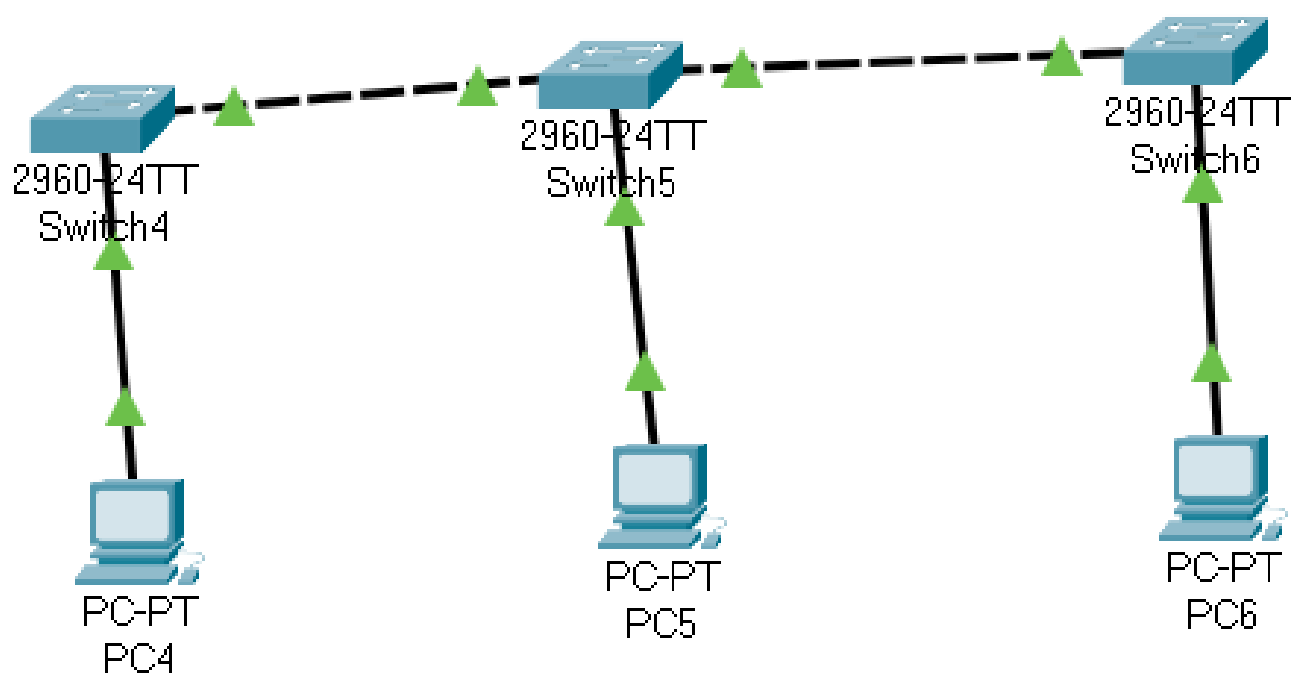 2960-24TT
Switch4
2960-24TT
Switch5
2960-24TT
Switch6
PC-PT
PC4
PC-PT
PC5
PC-PT
PC6